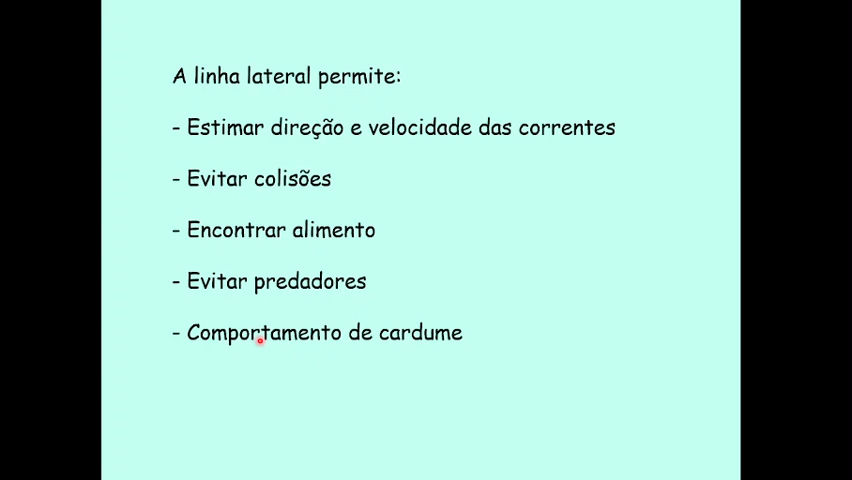 A linha lateral permite:
- Estimar direção e velocidade das correntes
- Evitar colisões
- Encontrar alimento
- Evitar predadores
- Comportamento de cardume